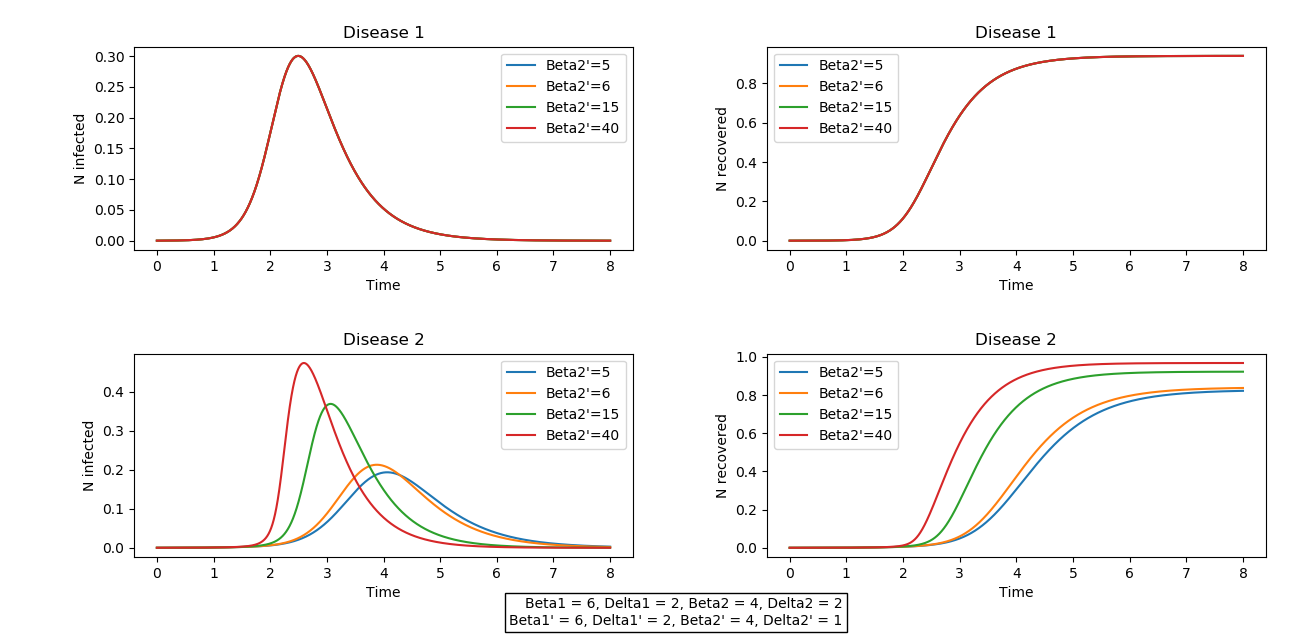 Disease 1
0.30
0.25
0.20
0.15
0.10
0.05
0.00
N infected
Beta2'=5
Beta2'=6
Beta2'=15
Beta2'=40
0 1 2 3 4 5 6 7 8
Time
Disease 1
0.8
0.6
0.4
0.2
0.0
N recovered
Beta2'=5
Beta2'=6
Beta2'=15
Beta2'=40
0 1 2 3 4 5 6 7 8
Time
Disease 2
0.4
0.3
0.2
0.1
0.0
N infected
Beta2'=5
Beta2'=6
Beta2'=15
Beta2'=40
0 1 2 3 4 5 6 7 8
Time
Disease 2
1.0
0.8
0.6
0.4
0.2
0.0
N recovered
Beta2'=5
Beta2'=6
Beta2'=15
Beta2'=40
0 1 2 3 4 5 6 7 8
Time
Beta1 = 6, Delta1 = 2, Beta2 = 4, Delta2 = 2
Beta1' = 6, Delta1' = 2, Beta2' = 4, Delta2' = 1